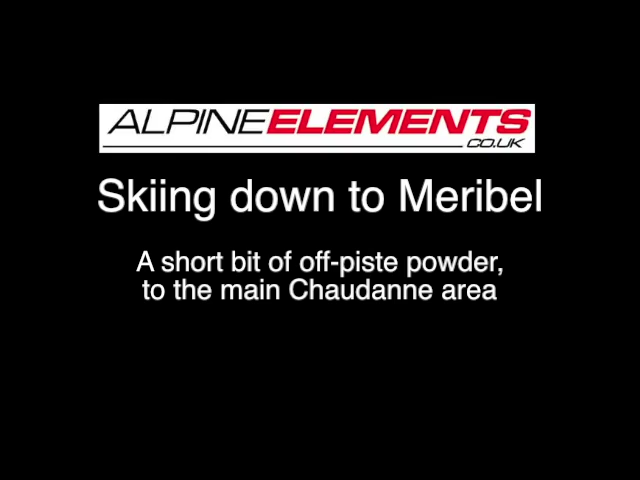 ALPINEELEMENTS
CO.UK
Skiing down to Meribel
A short bit of off-piste powder,
to the main Chaudanne area